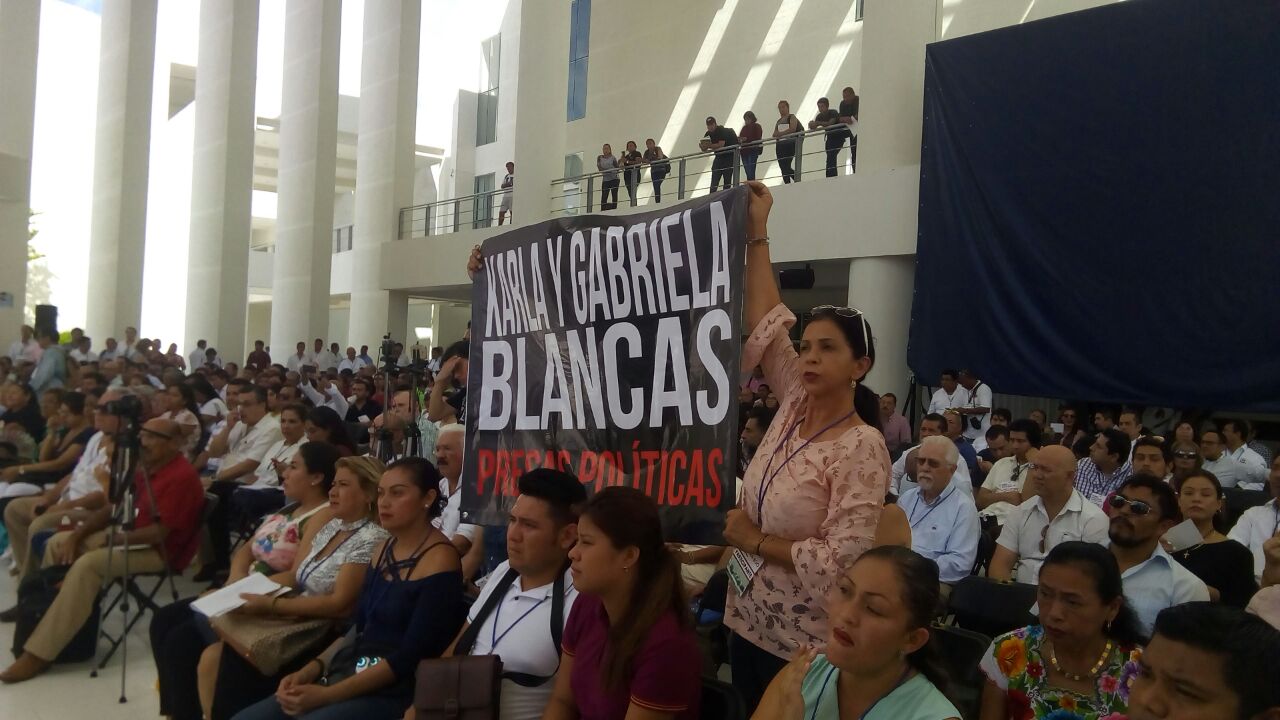 KARLA Y GABRIELA
BLANCAS
PRESAS POLÍTICAS